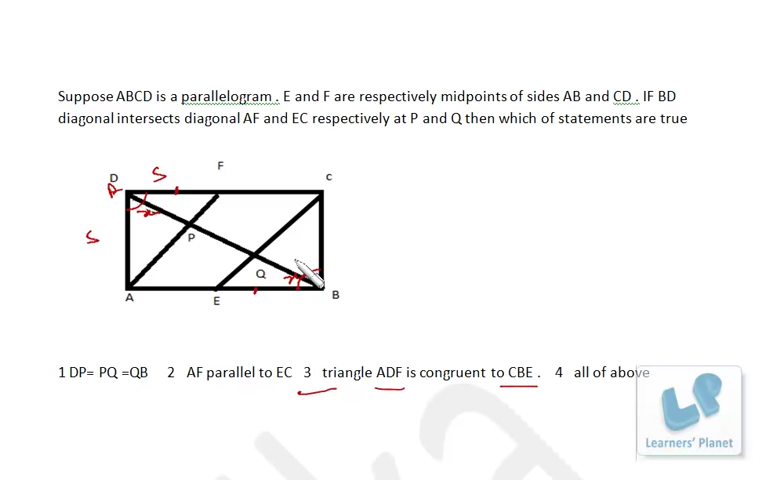 Suppose ABCD is a parallelogram . E and F are respectively midpoints of sides AB and CD . IF BD
diagonal intersects diagonal AF and EC respectively at P and Q then which of statements are true
D S F C
S
P
Q
A E B
1 DP= PQ =QB 2 AF parallel to EC 3 triangle ADF is congruent to CBE . 4 all of above
LP
Learners' Planet